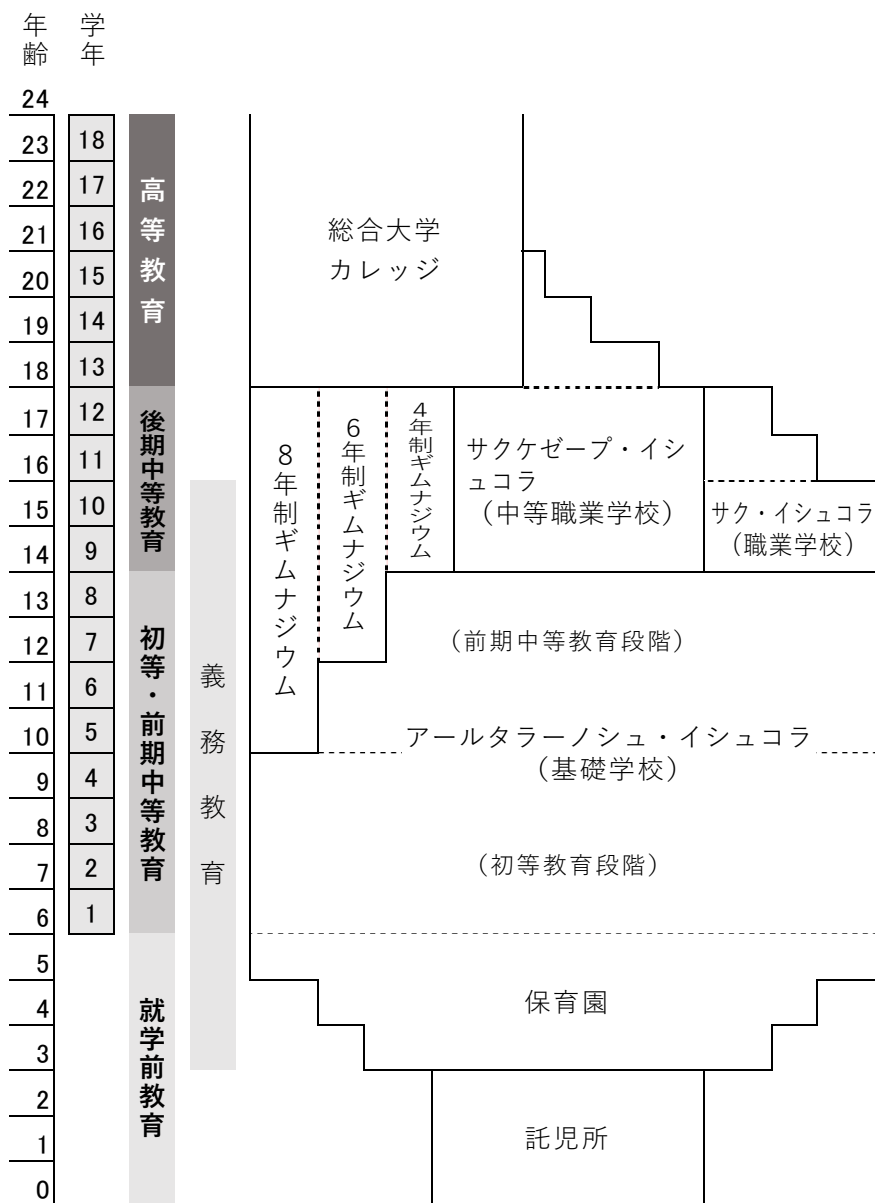 年齢
学年
24
23
22
21
20
19
18
17
16
15
14
13
12
11
10
9
8
7
6
5
4
3
2
1
0
18
17
16
15
14
13
12
11
10
9
8
7
6
5
4
3
2
1
高等教育
後期中等教育
初等・前期中等教育
就学前教育
義務教育
総合大学
カレッジ
8年制ギムナジウム
6年制ギムナジウム
4年制ギムナジウム
サクケゼープ・イシ
ュコラ
(中等職業学校)
サク・イシュコラ
(職業学校)
(前期中等教育段階)
アールタラーノシュ・イシュコラ
(基礎学校)
(初等教育段階)
保育園
託児所